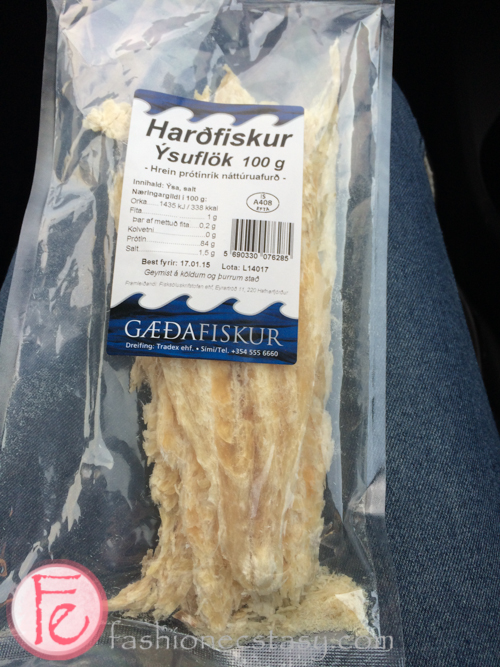 Harðfiskur
Ýsuflök 100 g
- Hrein prótínrík náttúruafurð -
Innihald: Ýsa, salt
Næringargildi í 100 g:
Orka 1435 kJ / 338 kkal
Fita 1 g
þar af mettuð fita 0,2 g
Kolvetni 0 g
Prótín 84 g
Salt 1,5 g
IS
A408
EFTA
5 690330 076285
Best fyrir: 17.01.15 Lota: L14017
Geymist á köldum og þurrum stað
GÆÐAFISKUR
Dreifing: Tradex ehf. • Sími/Tel. +354 555 6660
Fe
fashionecstasy.com